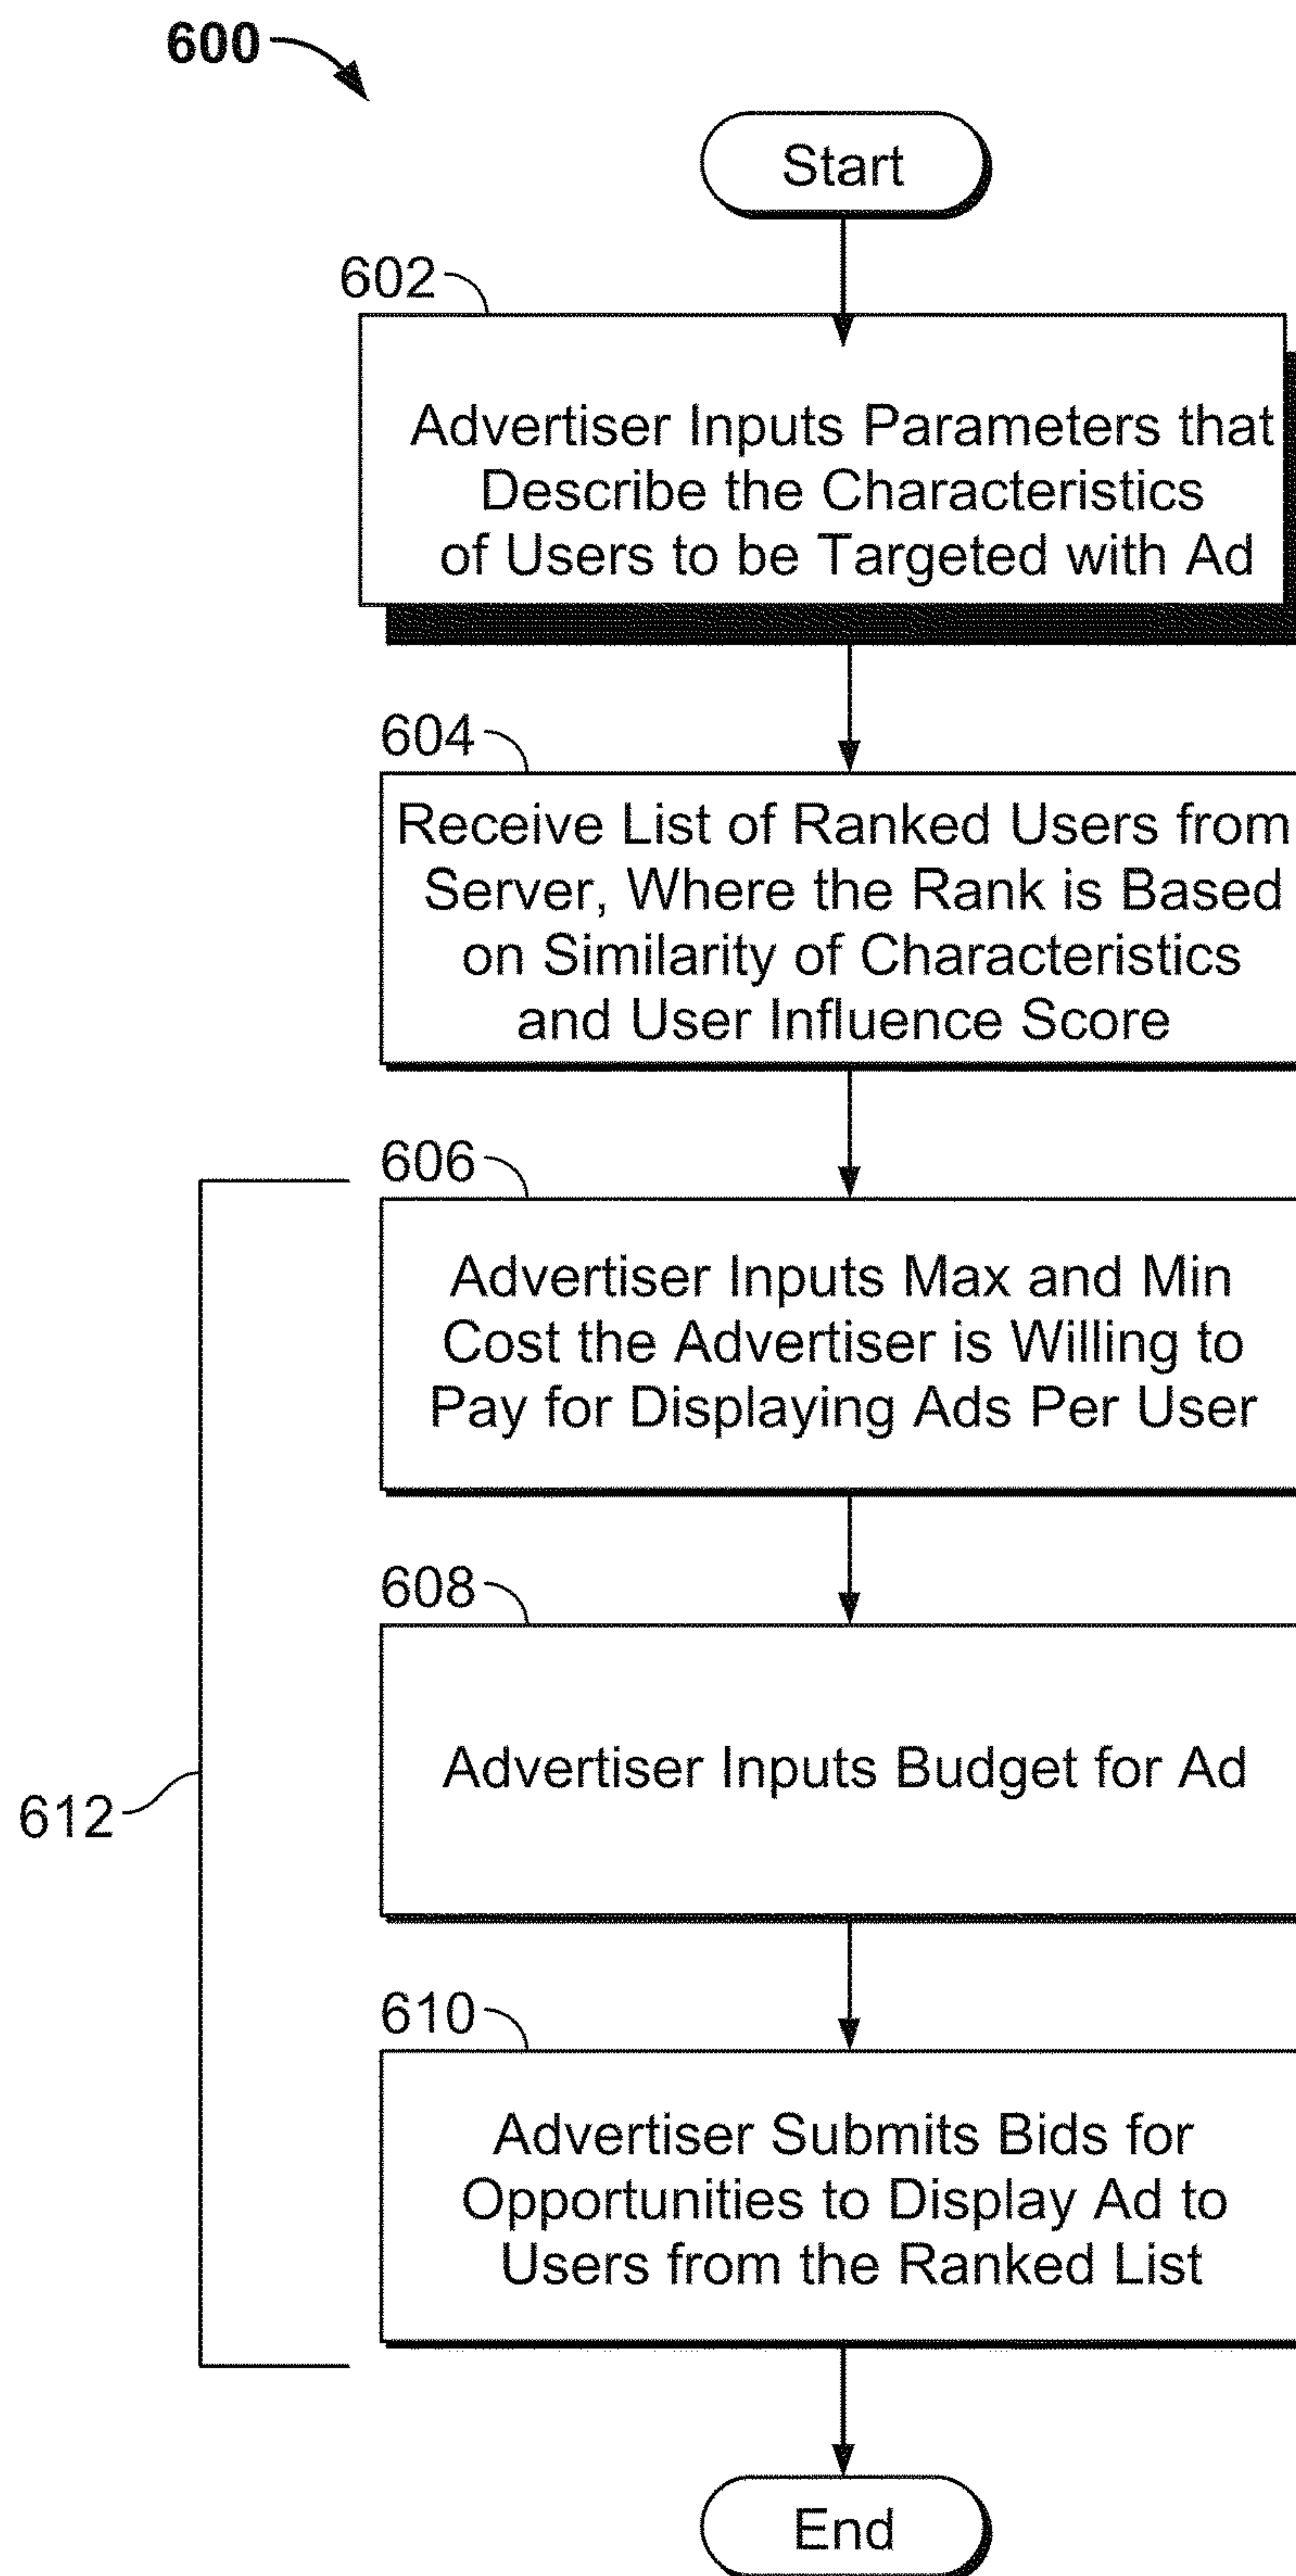 600
Start
602
Advertiser Inputs Parameters that
Describe the Characteristics
of Users to be Targeted with Ad
604
Receive List of Ranked Users from
Server, Where the Rank is Based
on Similarity of Characteristics
and User Influence Score
606
Advertiser Inputs Max and Min
Cost the Advertiser is Willing to
Pay for Displaying Ads Per User
608
Advertiser Inputs Budget for Ad
612
610
Advertiser Submits Bids for
Opportunities to Display Ad to
Users from the Ranked List
End